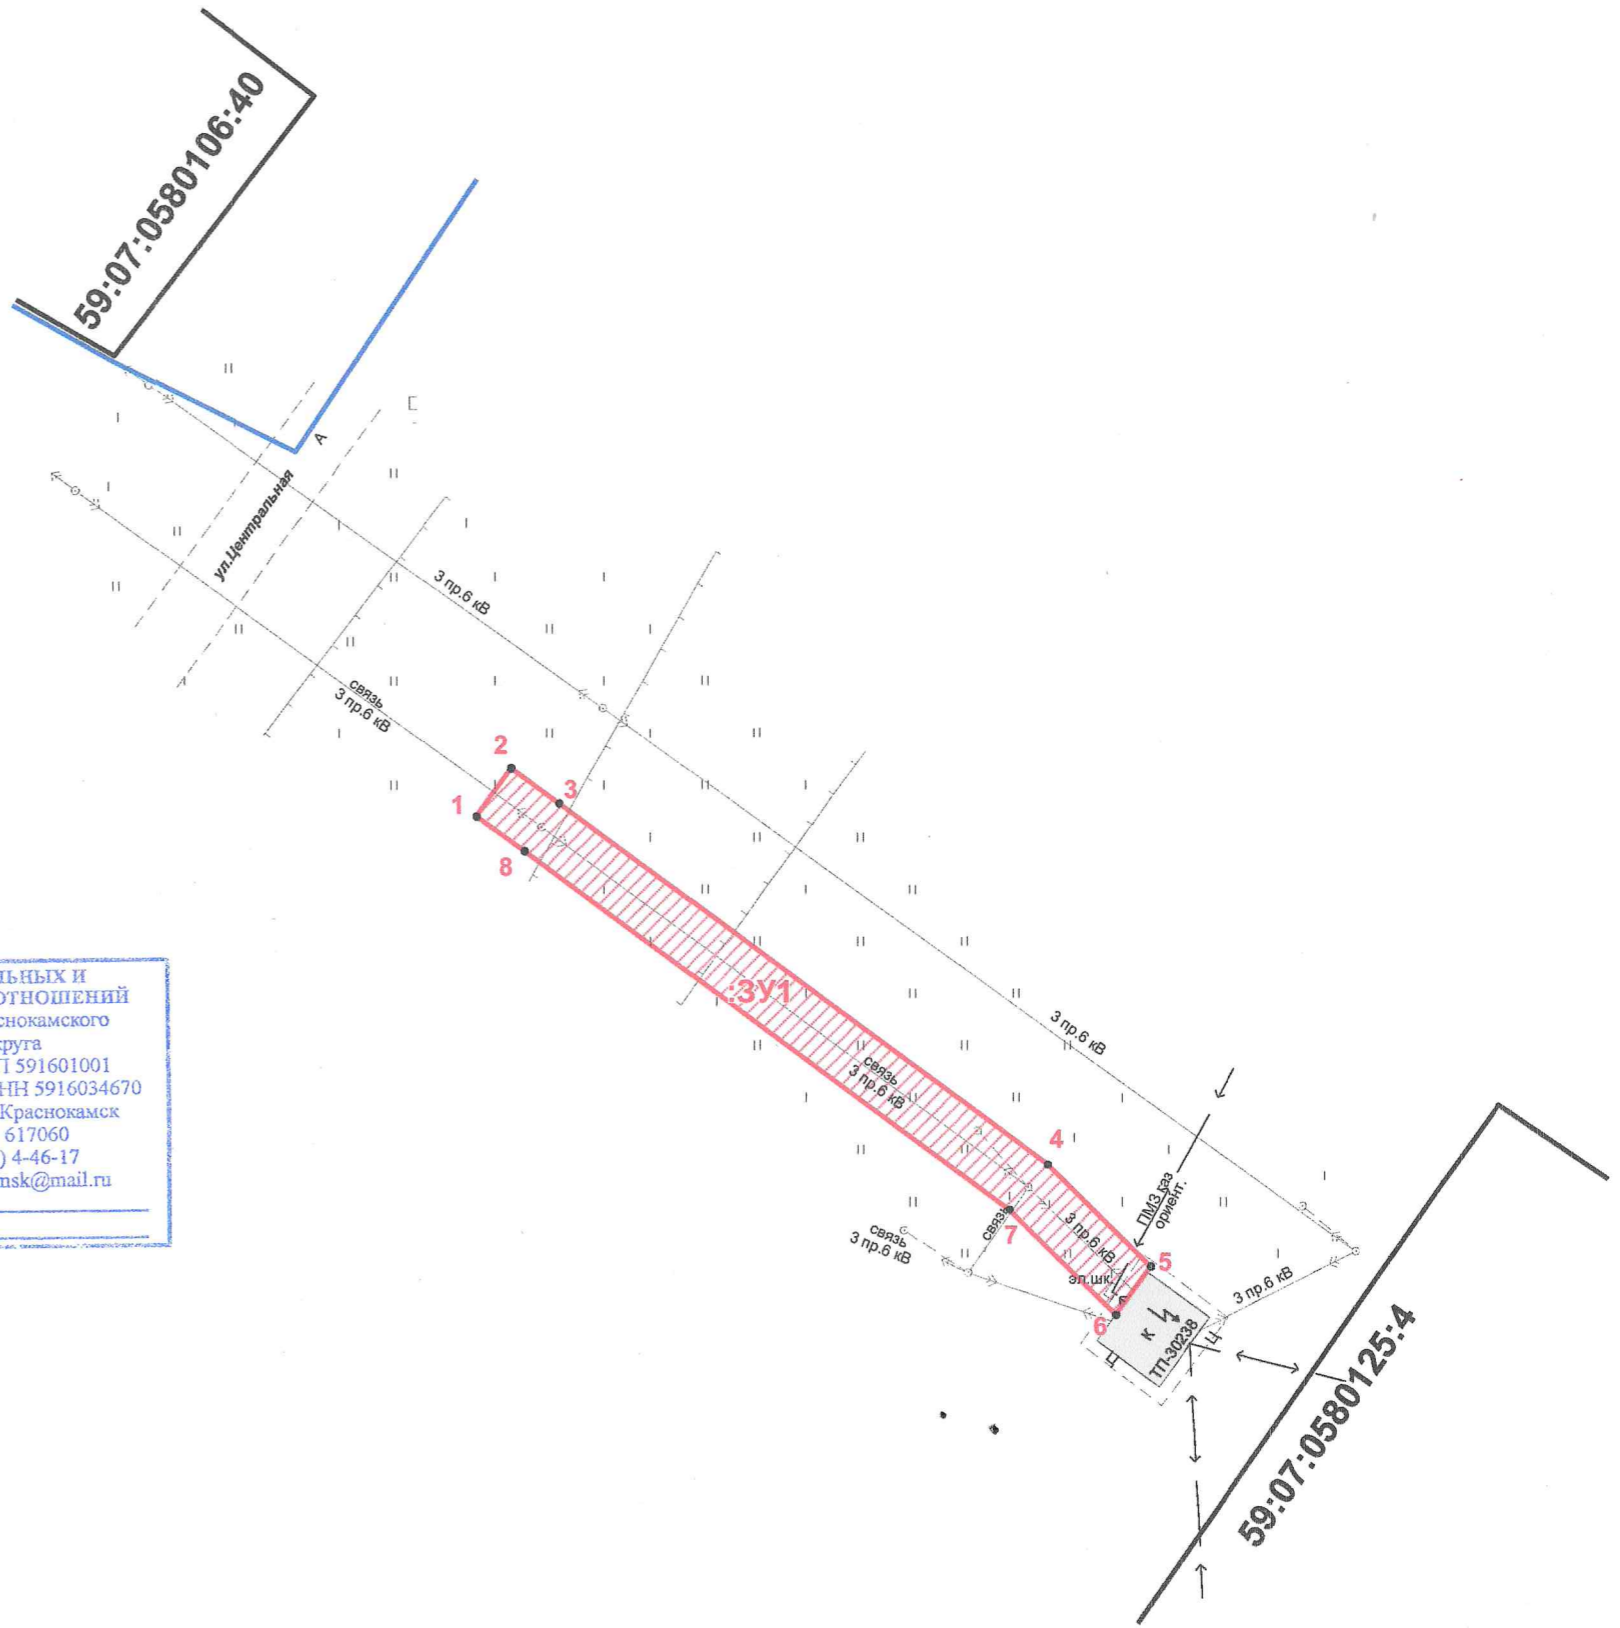 59:07:0580106:40
А
ул.Центральная
3 пр.6 кВ
связь
3 пр.6 кВ
2
3
1
8
:ЗУ1
связь
3 пр.6 кВ
3 пр.6 кВ
4
ПМЗ газ
ориент.
7
связь
3 пр.6 кВ
связь
3 пр.6 кВ
5
эл.шк.
6
К
ТП-30238
Ц
3 пр.6 кВ
59:07:0580125:4
ЬНЫХ И
ОТНОШЕНИЙ
снокамского
круга
П 591601001
НН 5916034670
Краснокамск
617060
) 4-46-17
msk@mail.ru